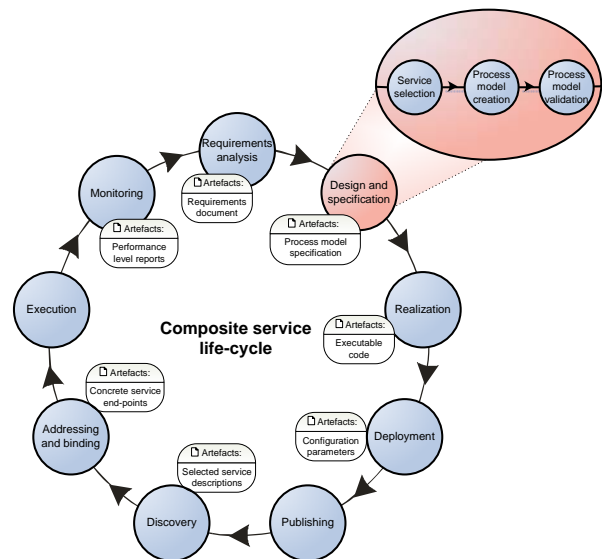 Service
selection
Process
model
creation
Process
model
validation
Requirements
analysis
Artefacts:
Requirements
document
Design and
specification
Artefacts:
Process model
specification
Monitoring
Artefacts:
Performance
level reports
Execution
Composite service
life-cycle
Realization
Artefacts:
Executable
code
Artefacts:
Concrete service
end-points
Addressing
and binding
Artefacts:
Configuration
parameters
Deployment
Artefacts:
Selected service
descriptions
Discovery
Publishing